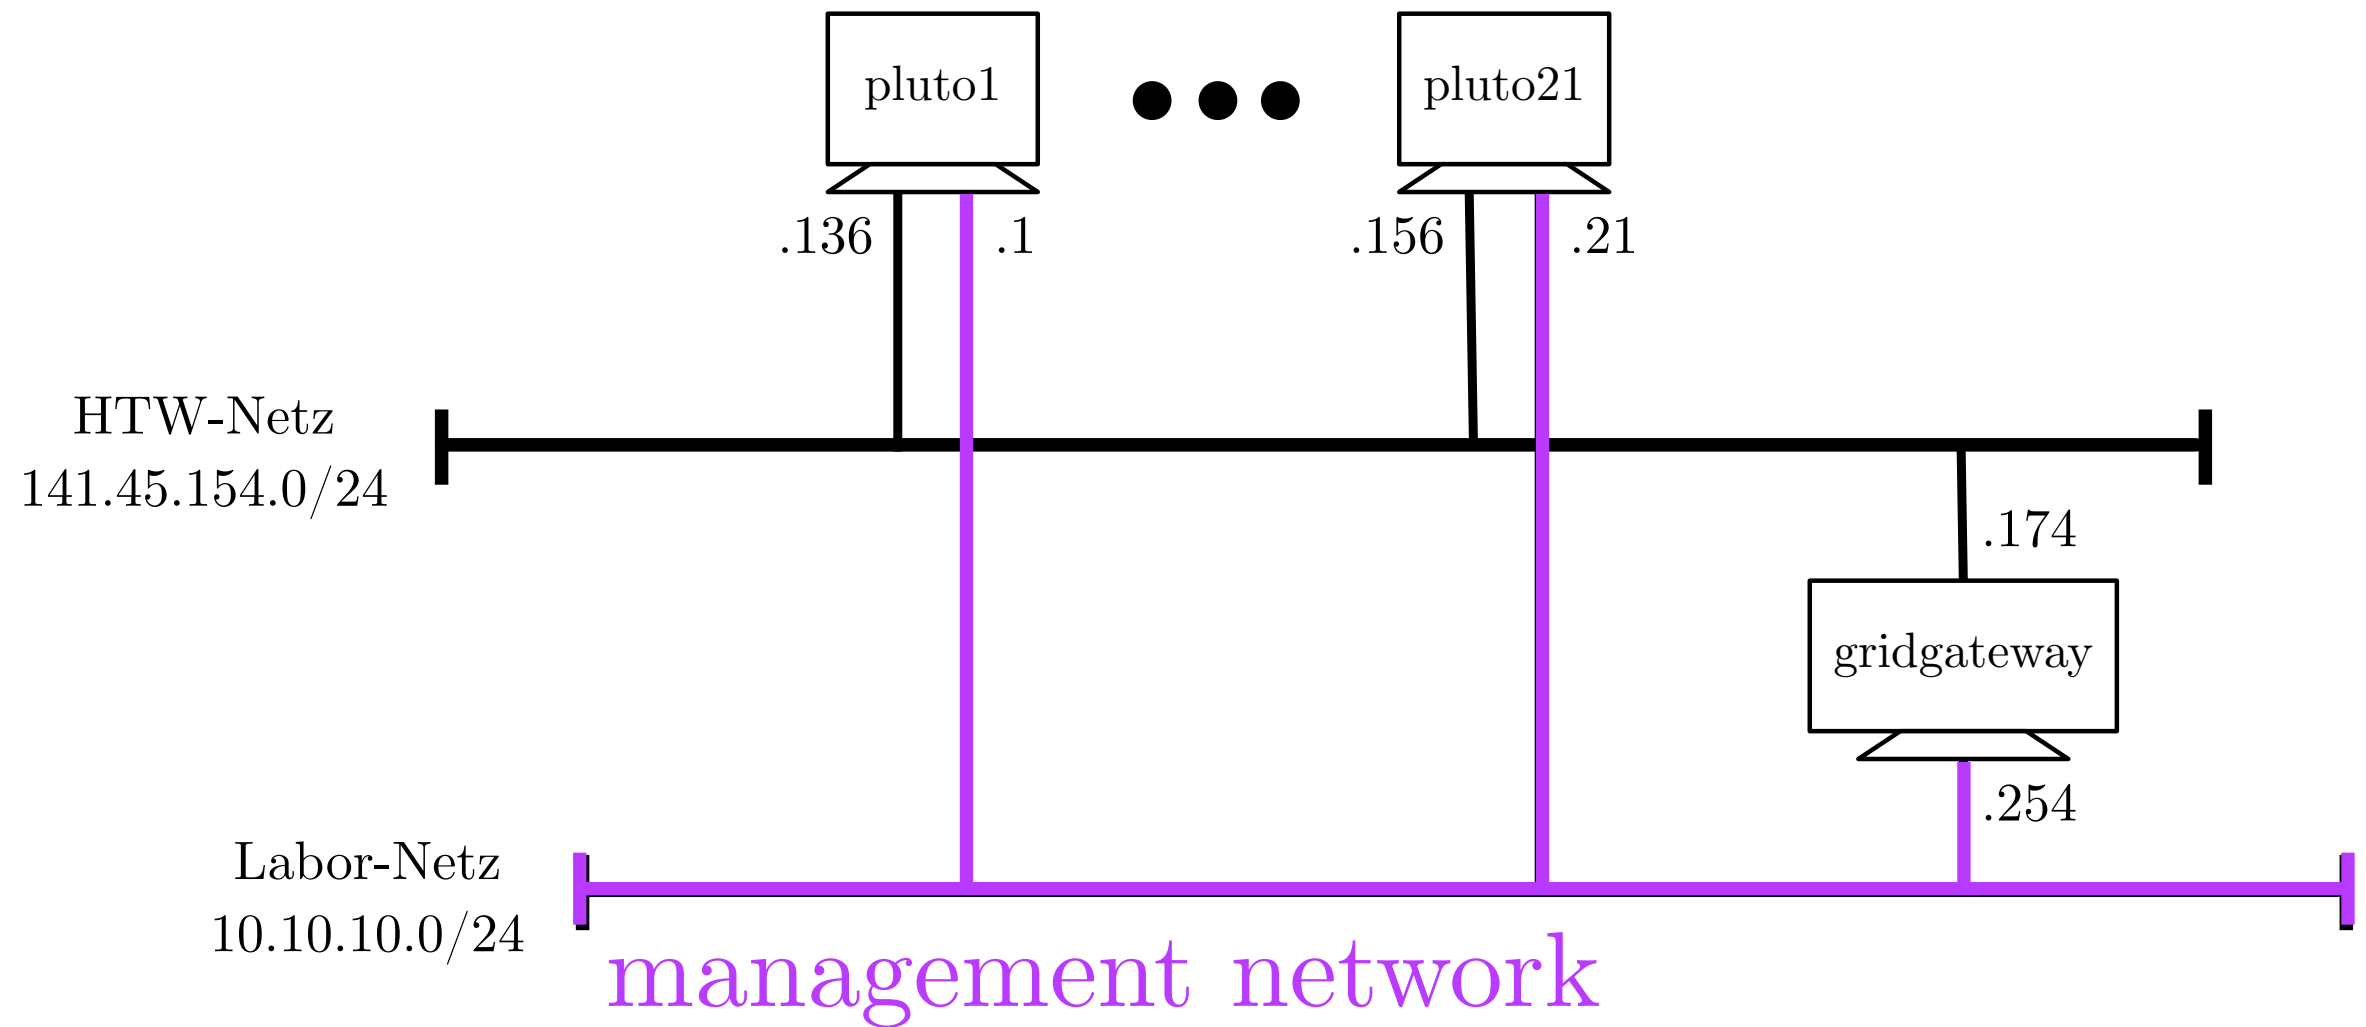 pluto1
pluto21
.136
.1
.156
.21
HTW-Netz
141.45.154.0/24
.174
gridgateway
.254
Labor-Netz
10.10.10.0/24
management network